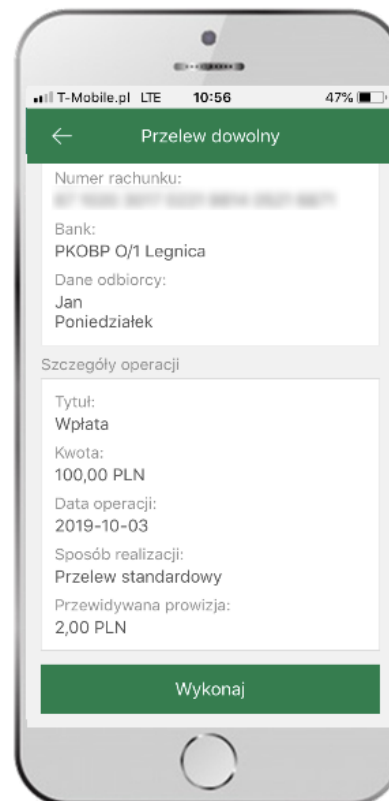 T-Mobile.pl LTE 10:56 47%
Przelew dowolny
Numer rachunku:
Bank:
PKOBP O/1 Legnica
Dane odbiorcy:
Jan
Poniedziałek
Szczegóły operacji
Tytuł:
Wpłata
Kwota:
100,00 PLN
Data operacji:
2019-10-03
Sposób realizacji:
Przelew standardowy
Przewidywana prowizja:
2,00 PLN
Wykonaj